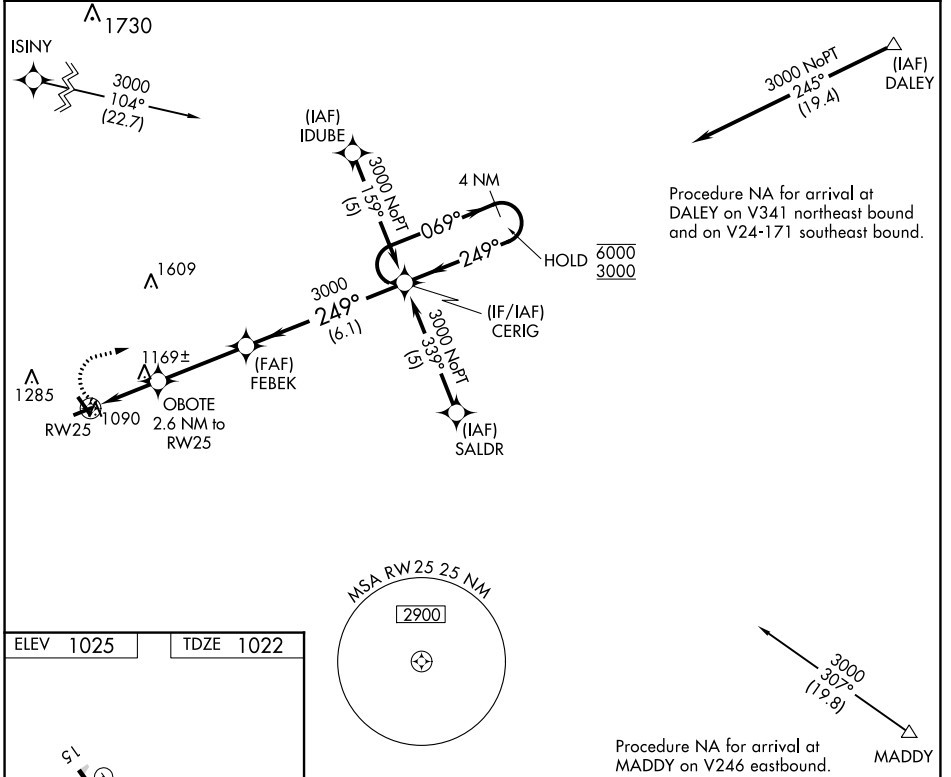 1730
ISINY
3000
104°
(22.7)
(IAF)
IDUBE
3000 NoPT
159°
(5)
4 NM
069°
249°
HOLD 6000
3000
3000 NoPT
245°
(19.4)
(IAF)
DALEY
Procedure NA for arrival at
DALEY on V341 northeast bound
and on V24-171 southeast bound.
1609
3000
249°
(6.1)
(IF/IAF)
CERIG
(FAF)
FEBEK
3000 NoPT
339°
(5)
(IAF)
SALDR
1169±
1285
1090
RW25
OBOTE
2.6 NM to
RW25
MSA RW25 25 NM
2900
ELEV 1025
TDZE 1022
15
3000
307°
(19.8)
MADDY
Procedure NA for arrival at
MADDY on V246 eastbound.